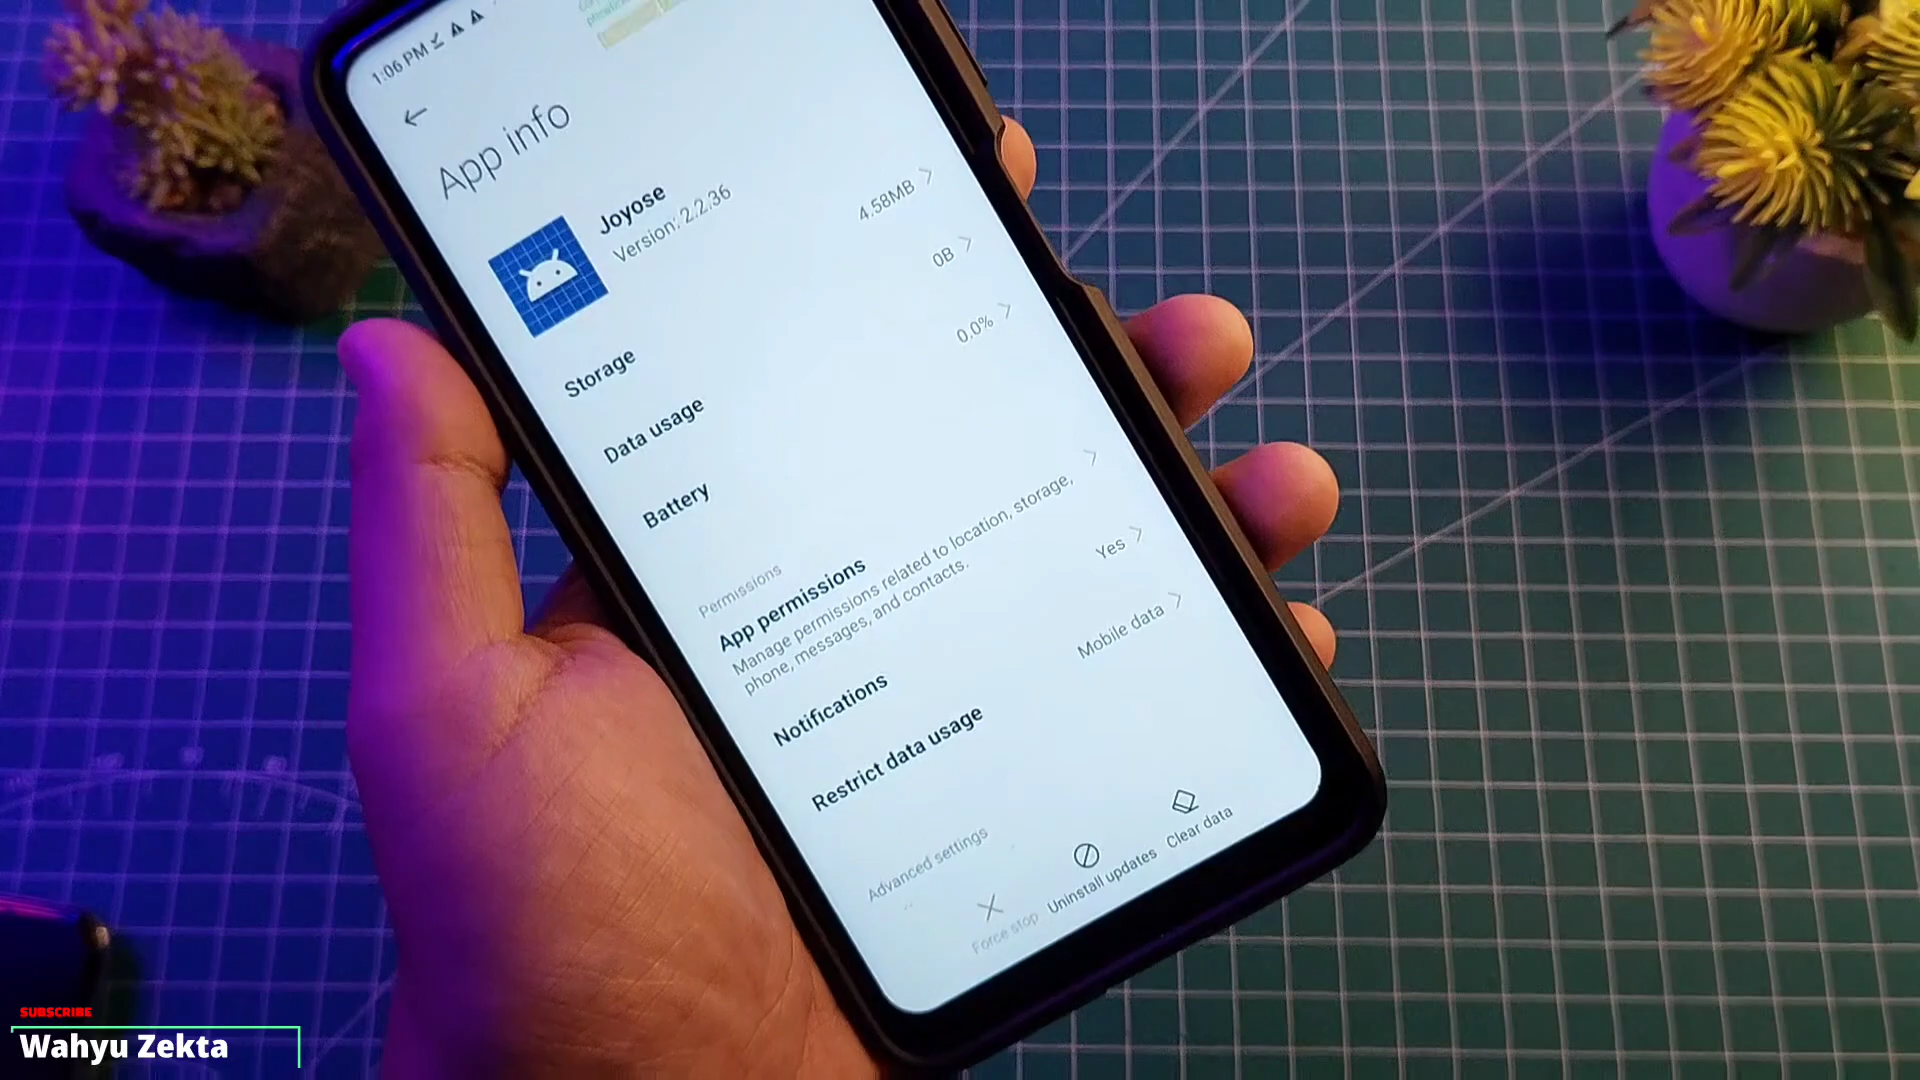 1:06 PM
App info
Joyose
Version: 2.2.36
Storage
4.58MB
Data usage
0B
Battery
0.0%
Permissions
App permissions
Manage permissions related to location, storage,
phone, messages, and contacts.
Notifications
Yes
Restrict data usage
Mobile data
Advanced settings
Force stop
Uninstall updates
Clear data
SUBSCRIBE
Wahyu Zekta